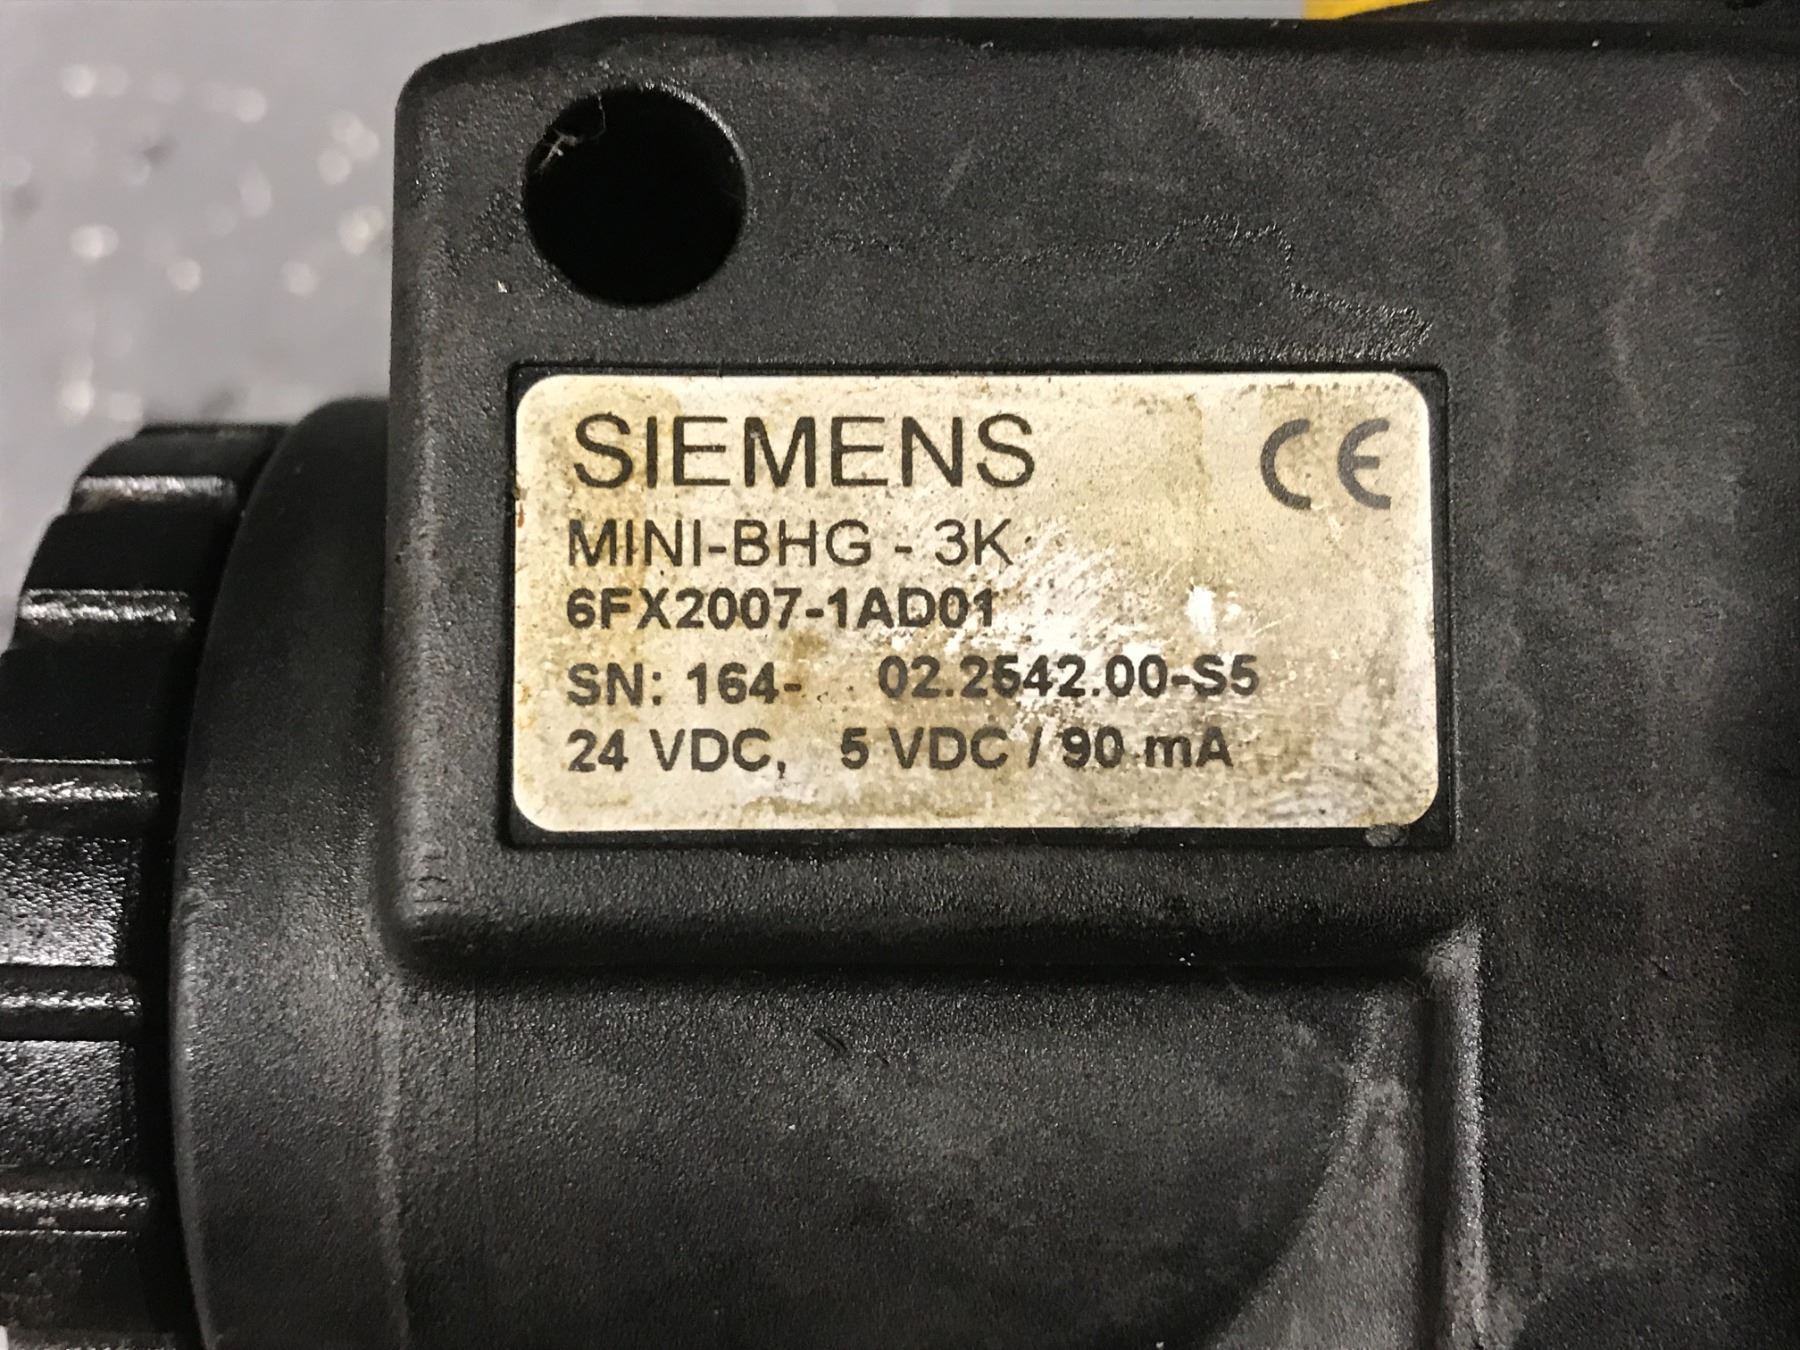 SIEMENS CE
MINI-BHG - 3K
6FX2007-1AD01
SN: 164- 02.2542.00-S5
24 VDC, 5 VDC / 90 mA